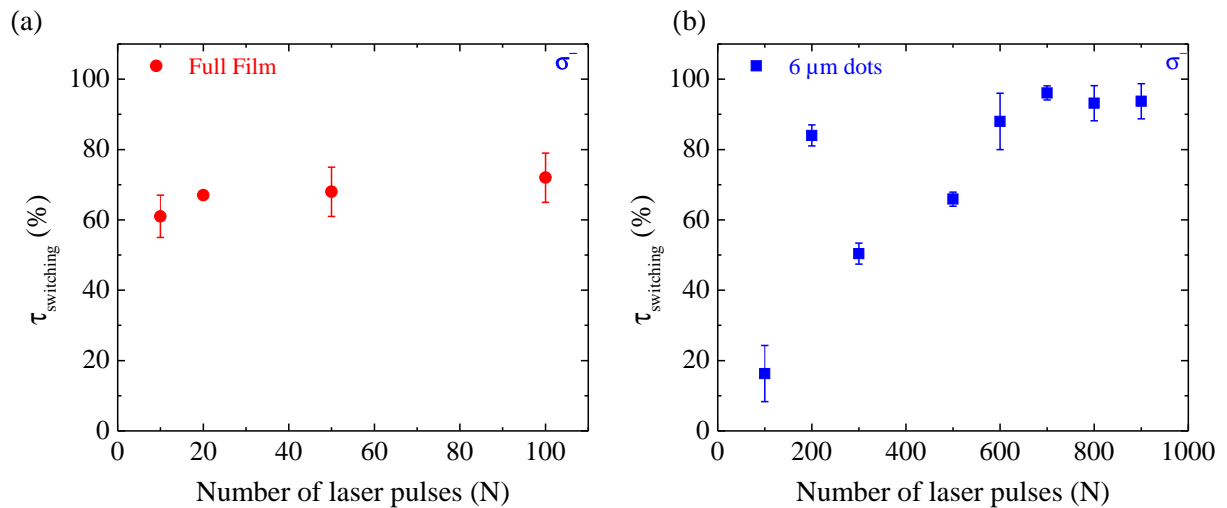 (a)
Full Film
σ⁻
100
80
60
40
20
0
τswitching (%)
0 20 40 60 80 100
Number of laser pulses (N)
(b)
6 µm dots
σ⁻
100
80
60
40
20
0
τswitching (%)
0 200 400 600 800 1000
Number of laser pulses (N)